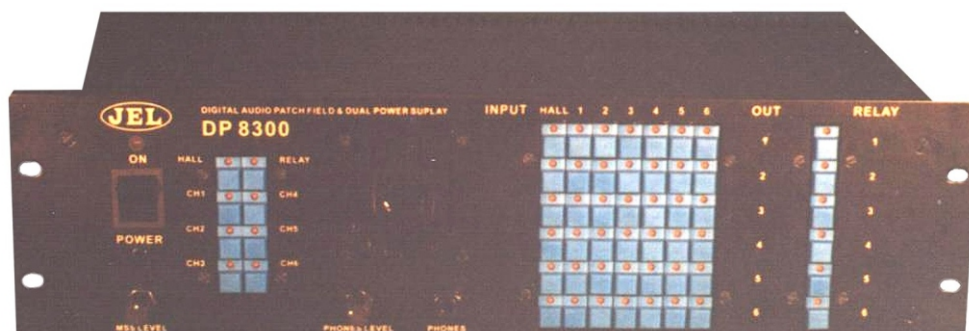 JEL
DIGITAL AUDIO PATCH FIELD & DUAL POWER SUPLAY
DP 8300
INPUT HALL 1 2 3 4 5 6 OUT RELAY
ON
HALL RELAY
CH1 CH4
CH2 CH5
CH3 CH6
POWER
1 1
2 2
3 3
4 4
5 5
6 6
MSS LEVEL PHONES LEVEL PHONES